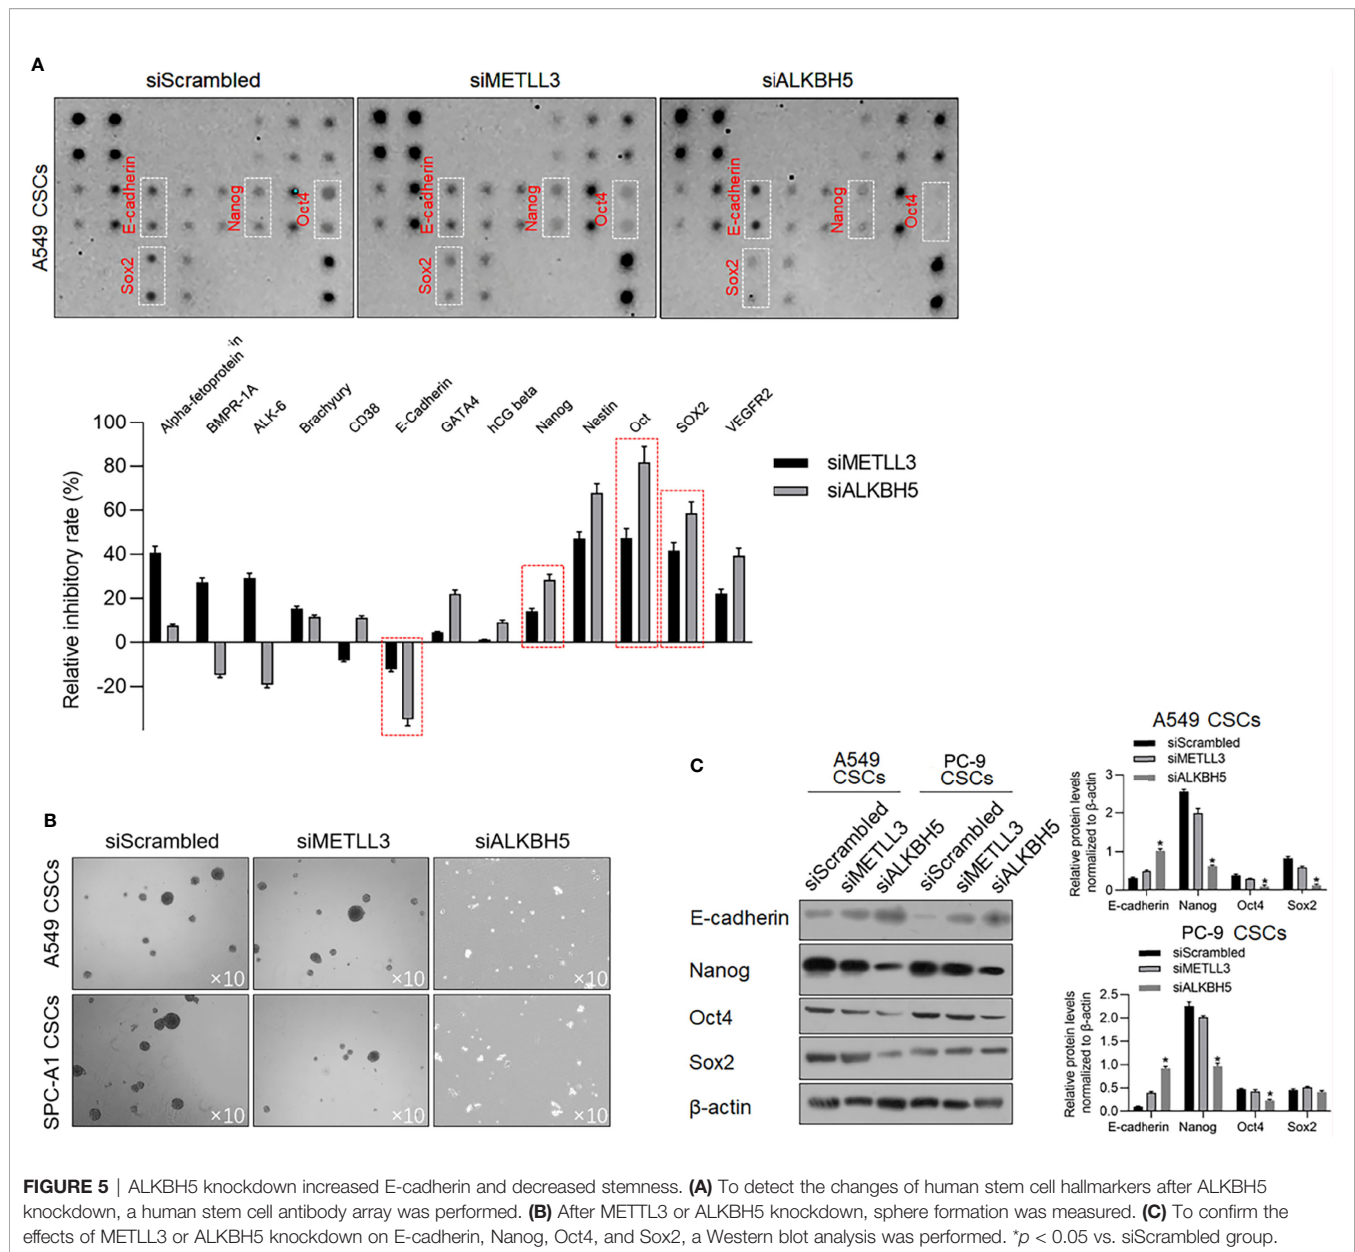 A
siScrambled siMETLL3 siALKBH5
A549 CSCs
E-cadherin Nanog Oct4 Sox2
E-cadherin Nanog Oct4 Sox2
E-cadherin Nanog Oct4 Sox2
Alpha-fetoprotein BMPR-1A ALK-6 Brachyury CD38 E-Cadherin GATA4 hCG beta Nanog Nestin Oct SOX2 VEGFR2
Relative inhibitory rate (%)
100
80
60
40
20
0
-20
siMETLL3
siALKBH5
B
siScrambled siMETLL3 siALKBH5
A549 CSCs
×10 ×10 ×10
SPC-A1 CSCs
×10 ×10 ×10
C
A549 CSCs
PC-9 CSCs
siScrambled siMETLL3 siALKBH5 siScrambled siMETLL3 siALKBH5
E-cadherin
Nanog
Oct4
Sox2
β-actin
A549 CSCs
siScrambled
siMETLL3
siALKBH5
Relative protein levels
normalized to β-actin
3
2
1
0
* * * *
E-cadherin Nanog Oct4 Sox2
PC-9 CSCs
siScrambled
siMETLL3
siALKBH5
Relative protein levels
normalized to β-actin
2.5
2.0
1.5
1.0
0.5
0.0
* * *
E-cadherin Nanog Oct4 Sox2
FIGURE 5 | ALKBH5 knockdown increased E-cadherin and decreased stemness. (A) To detect the changes of human stem cell hallmarkers after ALKBH5
knockdown, a human stem cell antibody array was performed. (B) After METTL3 or ALKBH5 knockdown, sphere formation was measured. (C) To confirm the
effects of METLL3 or ALKBH5 knockdown on E-cadherin, Nanog, Oct4, and Sox2, a Western blot analysis was performed. *p < 0.05 vs. siScrambled group.